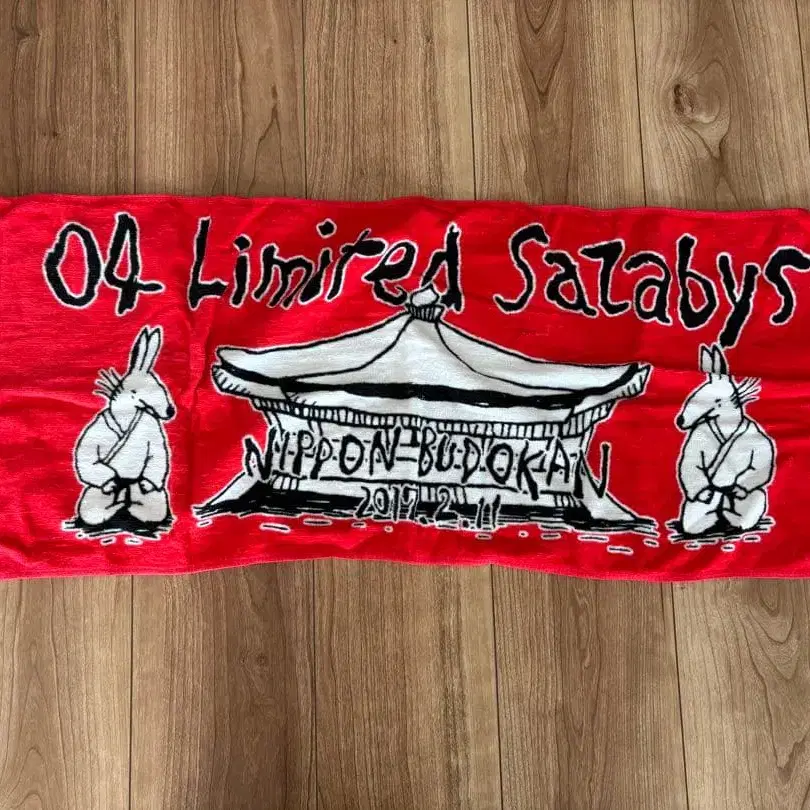 04 Limited Sazabys
NIPPON BUDOKAN
2017.2.11